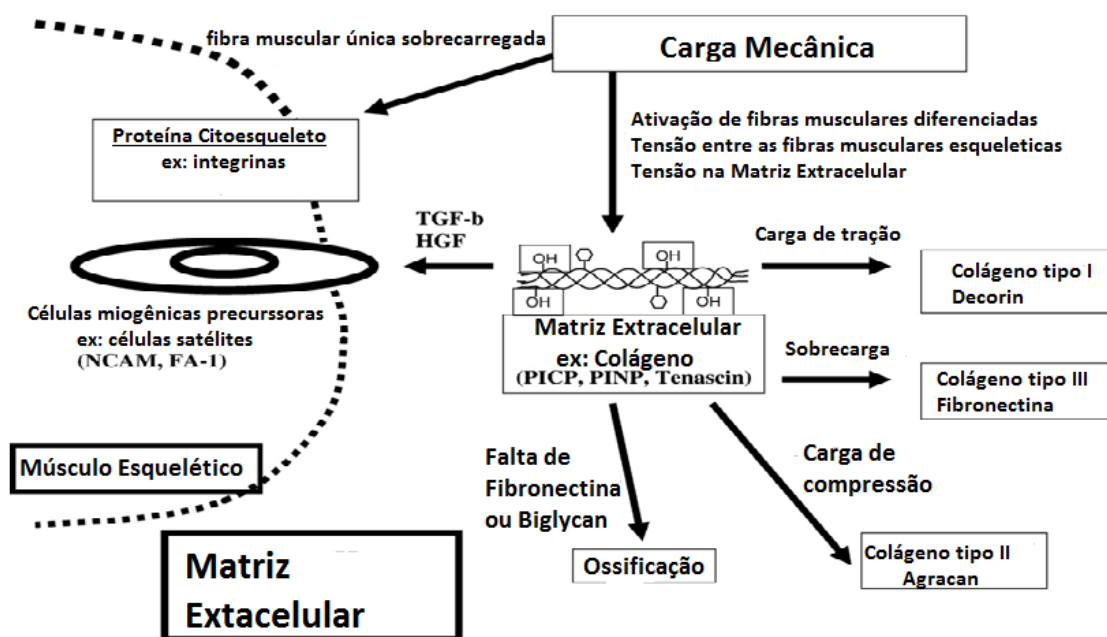 fibra muscular única sobrecarregada
Carga Mecânica
Proteína Citoesqueleto
ex: integrinas
Ativação de fibras musculares diferenciadas
Tensão entre as fibras musculares esqueleticas
Tensão na Matriz Extracelular
TGF-b
HGF
OH
OH
OH
OH
Carga de tração
Colágeno tipo I
Decorin
Células miogênicas precurssoras
ex: células satélites
(NCAM, FA-1)
Matriz Extracelular
ex: Colágeno
(PICP, PINP, Tenascin)
Sobrecarga
Colágeno tipo III
Fibronectina
Músculo Esquelético
Falta de
Fibronectina
ou Biglycan
Carga de
compressão
Ossificação
Colágeno tipo II
Agracan
Matriz
Extacelular